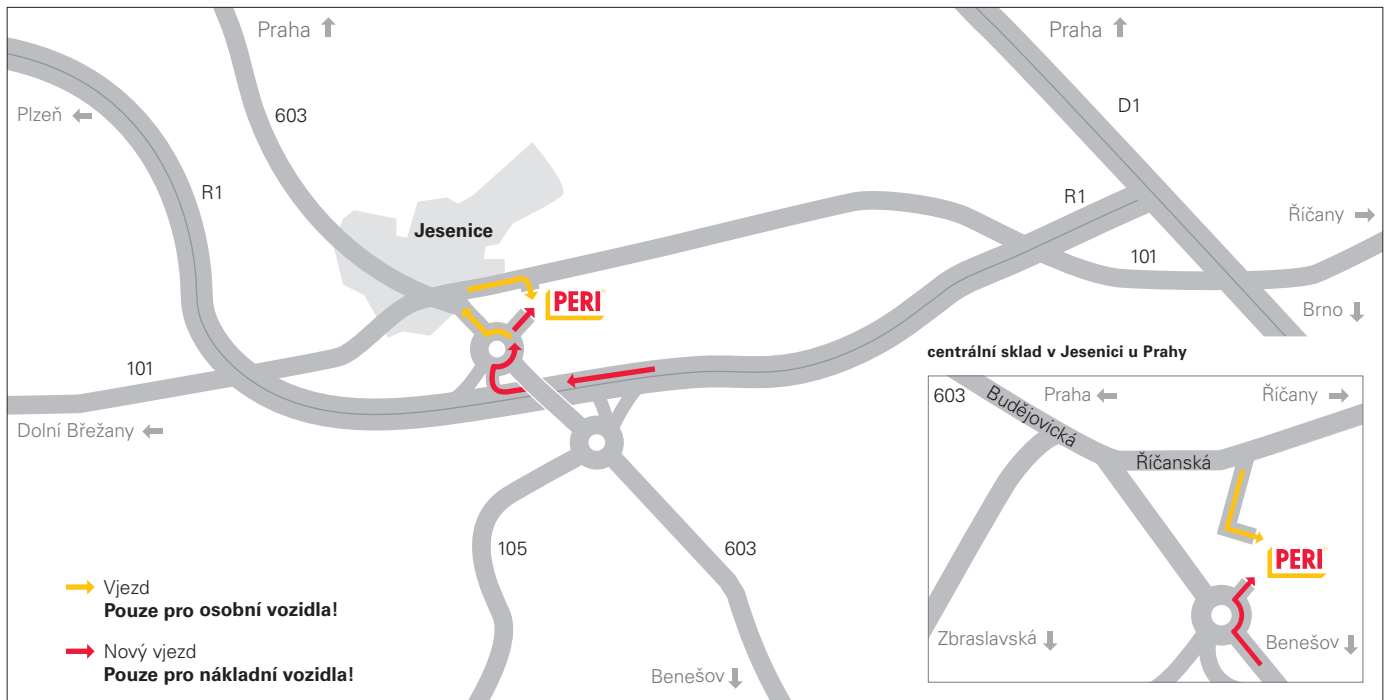 Praha
Praha
Plzeň
603
D1
R1
R1
Říčany
Jesenice
101
PERI
Brno
centrální sklad v Jesenici u Prahy
101
Dolní Břežany
603
Praha
Říčany
Budějovická
Říčanská
105
603
PERI
Vjezd
Pouze pro osobní vozidla!
Nový vjezd
Pouze pro nákladní vozidla!
Zbraslavská
Benešov
Benešov